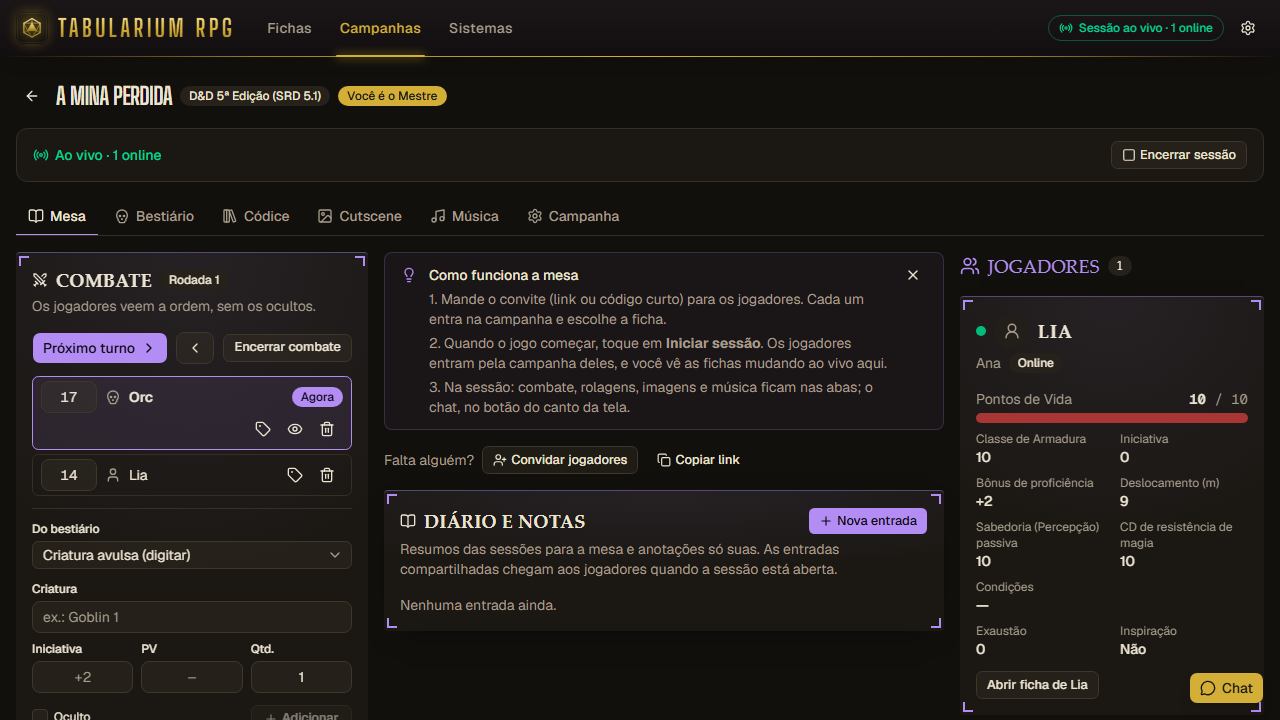 TABULARIUM RPG
Fichas
Campanhas
Sistemas
Sessão ao vivo · 1 online
A MINA PERDIDA
D&D 5ª Edição (SRD 5.1)
Você é o Mestre
Ao vivo · 1 online
Encerrar sessão
Mesa
Bestiário
Códice
Cutscene
Música
Campanha
COMBATE
Rodada 1
Os jogadores veem a ordem, sem os ocultos.
Próximo turno
Encerrar combate
17
Orc
Agora
14
Lia
Do bestiário
Criatura avulsa (digitar)
Criatura
ex.: Goblin 1
Iniciativa
PV
Qtd.
+2
–
1
Oculto
+ Adicionar
Como funciona a mesa
1. Mande o convite (link ou código curto) para os jogadores. Cada um
entra na campanha e escolhe a ficha.
2. Quando o jogo começar, toque em Iniciar sessão. Os jogadores
entram pela campanha deles, e você vê as fichas mudando ao vivo aqui.
3. Na sessão: combate, rolagens, imagens e música ficam nas abas; o
chat, no botão do canto da tela.
Falta alguém?
Convidar jogadores
Copiar link
DIÁRIO E NOTAS
+ Nova entrada
Resumos das sessões para a mesa e anotações só suas. As entradas
compartilhadas chegam aos jogadores quando a sessão está aberta.
Nenhuma entrada ainda.
JOGADORES
1
LIA
Ana
Online
Pontos de Vida
10 / 10
Classe de Armadura
10
Iniciativa
0
Bônus de proficiência
+2
Deslocamento (m)
9
Sabedoria (Percepção)
passiva
10
CD de resistência de
magia
10
Condições
—
Exaustão
0
Inspiração
Não
Abrir ficha de Lia
Chat